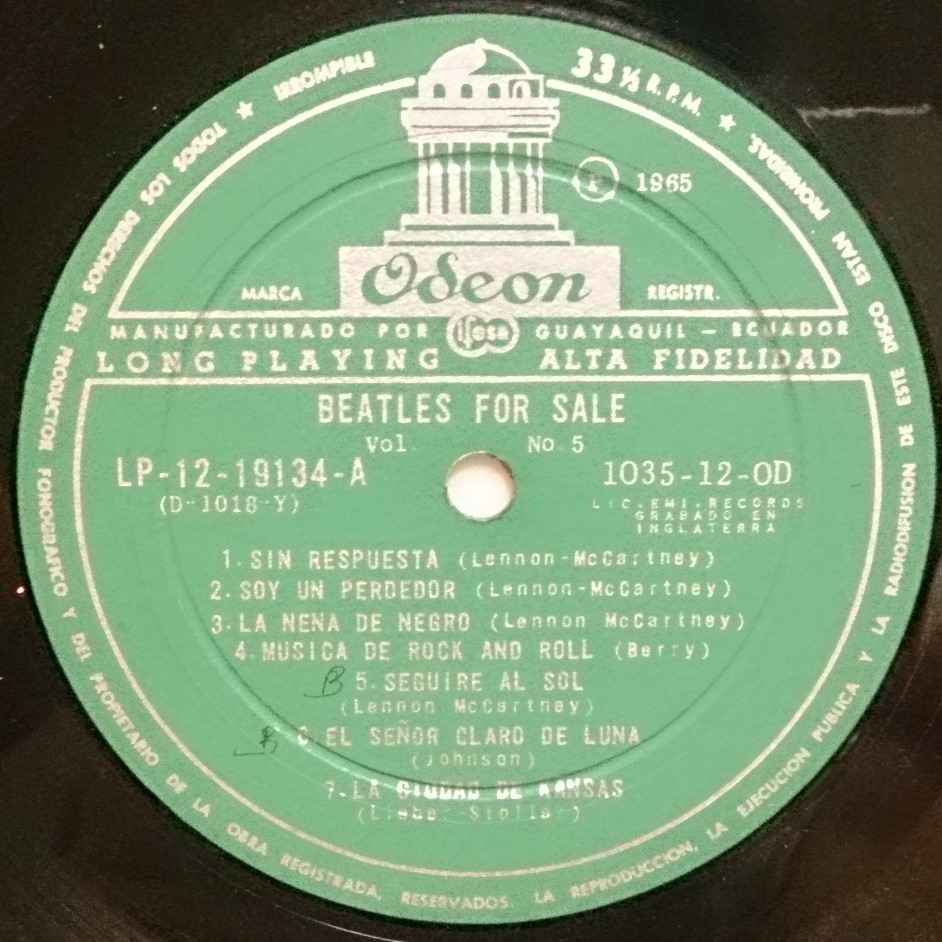 IRROMPIBLE ★ TODOS LOS DERECHOS DEL PRODUCTOR FONOGRAFICO Y DEL PROPIETARIO DE LA OBRA REGISTRADA, RESERVADOS. LA REPRODUCCION, LA EJECUCION PUBLICA Y LA RADIODIFUSION DE ESTE DISCO ESTAN PROHIBIDAS. ★
33⅓ R.P.M.
P 1965
Odeon
MARCA REGISTR.
MANUFACTURADO POR ifesa GUAYAQUIL – ECUADOR
LONG PLAYING ALTA FIDELIDAD
BEATLES FOR SALE
Vol. No. 5
LP-12-19134-A 1035-12-OD
(D-1018-Y) LIC. EMI. RECORDS
GRABADO EN
INGLATERRA
1. SIN RESPUESTA (Lennon-McCartney)
2. SOY UN PERDEDOR (Lennon-McCartney)
3. LA NENA DE NEGRO (Lennon McCartney)
4. MUSICA DE ROCK AND ROLL (Berry)
B 5. SEGUIRE AL SOL
(Lennon McCartney)
B 6. EL SEÑOR CLARO DE LUNA
(Johnson)
7. LA CIUDAD DE KANSAS
(Lieber-Stoller)